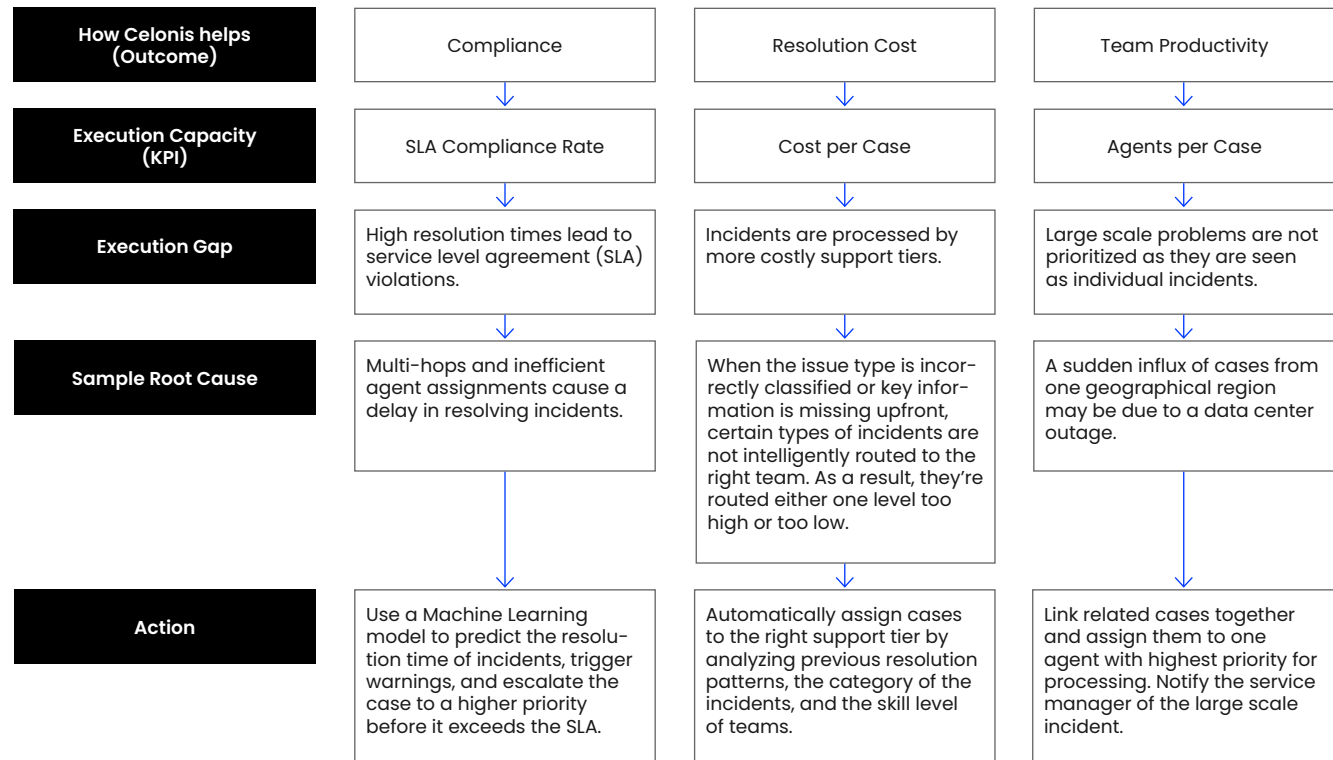 How Celonis helps
(Outcome)
Compliance
Resolution Cost
Team Productivity
Execution Capacity
(KPI)
SLA Compliance Rate
Cost per Case
Agents per Case
Execution Gap
High resolution times lead to
service level agreement (SLA)
violations.
Incidents are processed by
more costly support tiers.
Large scale problems are not
prioritized as they are seen
as individual incidents.
Sample Root Cause
Multi-hops and inefficient
agent assignments cause a
delay in resolving incidents.
When the issue type is incor-
rectly classified or key infor-
mation is missing upfront,
certain types of incidents are
not intelligently routed to the
right team. As a result, they’re
routed either one level too
high or too low.
A sudden influx of cases from
one geographical region
may be due to a data center
outage.
Action
Use a Machine Learning
model to predict the resolu-
tion time of incidents, trigger
warnings, and escalate the
case to a higher priority
before it exceeds the SLA.
Automatically assign cases
to the right support tier by
analyzing previous resolution
patterns, the category of the
incidents, and the skill level
of teams.
Link related cases together
and assign them to one
agent with highest priority for
processing. Notify the service
manager of the large scale
incident.